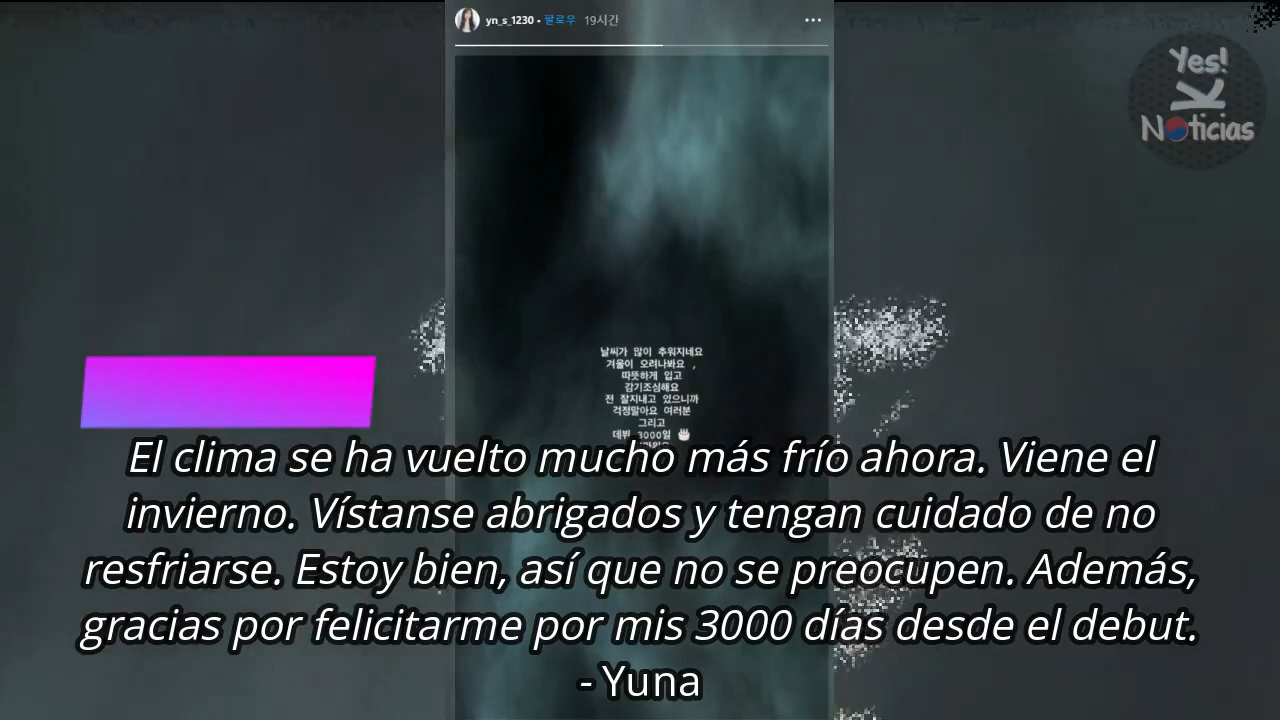 yn_s_1230 • 팔로우 19시간
Yes!
K
Noticias
날씨가 많이 추워지네요
겨울이 오려나봐요 ,
따뜻하게 입고
감기조심해요
전 잘지내고 있으니까
걱정말아요 여러분
그리고
데뷔 3000일
El clima se ha vuelto mucho más frío ahora. Viene el
invierno. Vístanse abrigados y tengan cuidado de no
resfriarse. Estoy bien, así que no se preocupen. Además,
gracias por felicitarme por mis 3000 días desde el debut.
- Yuna